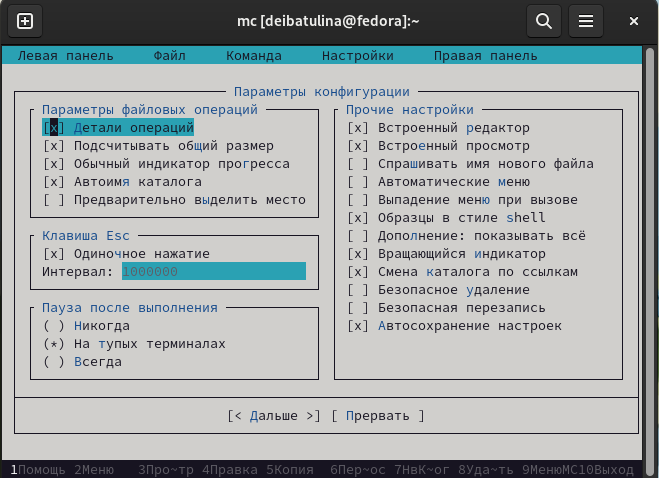 mc [deibatulina@fedora]:~
Левая панель Файл Команда Настройки Правая панель
Параметры конфигурации
Параметры файловых операций
[x] Детали операций
[x] Подсчитывать общий размер
[x] Обычный индикатор прогресса
[x] Автоимя каталога
[ ] Предварительно выделить место
Клавиша Esc
[x] Одиночное нажатие
Интервал: 1000000
Пауза после выполнения
( ) Никогда
(*) На тупых терминалах
( ) Всегда
Прочие настройки
[x] Встроенный редактор
[x] Встроенный просмотр
[ ] Спрашивать имя нового файла
[ ] Автоматические меню
[ ] Выпадение меню при вызове
[x] Образцы в стиле shell
[ ] Дополнение: показывать всё
[x] Вращающийся индикатор
[x] Смена каталога по ссылкам
[ ] Безопасное удаление
[ ] Безопасная перезапись
[x] Автосохранение настроек
[< Дальше >] [ Прервать ]
1Помощь 2Меню 3Про~тр 4Правка 5Копия 6Пер~ос 7НвК~ог 8Уда~ть 9МенюМС10Выход